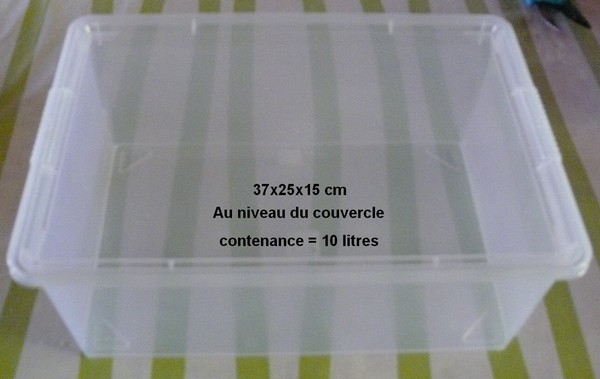 37x25x15 cm
Au niveau du couvercle
contenance = 10 litres